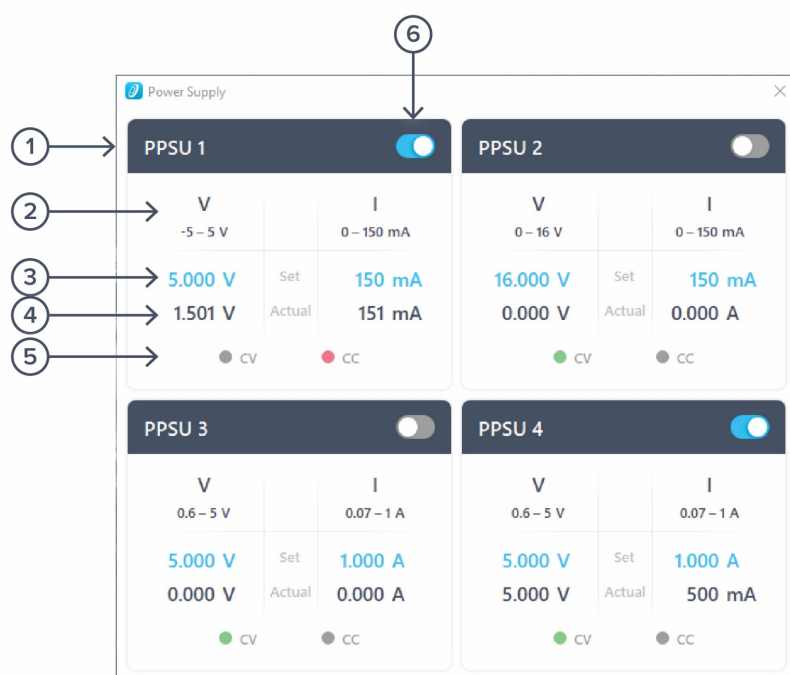 6
Power Supply
1
PPSU 1
PPSU 2
2
V I
-5 – 5 V 0 – 150 mA
V I
0 – 16 V 0 – 150 mA
3
5.000 V Set 150 mA
16.000 V Set 150 mA
4
1.501 V Actual 151 mA
0.000 V Actual 0.000 A
5
CV CC
CV CC
PPSU 3
PPSU 4
V I
0.6 – 5 V 0.07 – 1 A
V I
0.6 – 5 V 0.07 – 1 A
5.000 V Set 1.000 A
5.000 V Set 1.000 A
0.000 V Actual 0.000 A
5.000 V Actual 500 mA
CV CC
CV CC